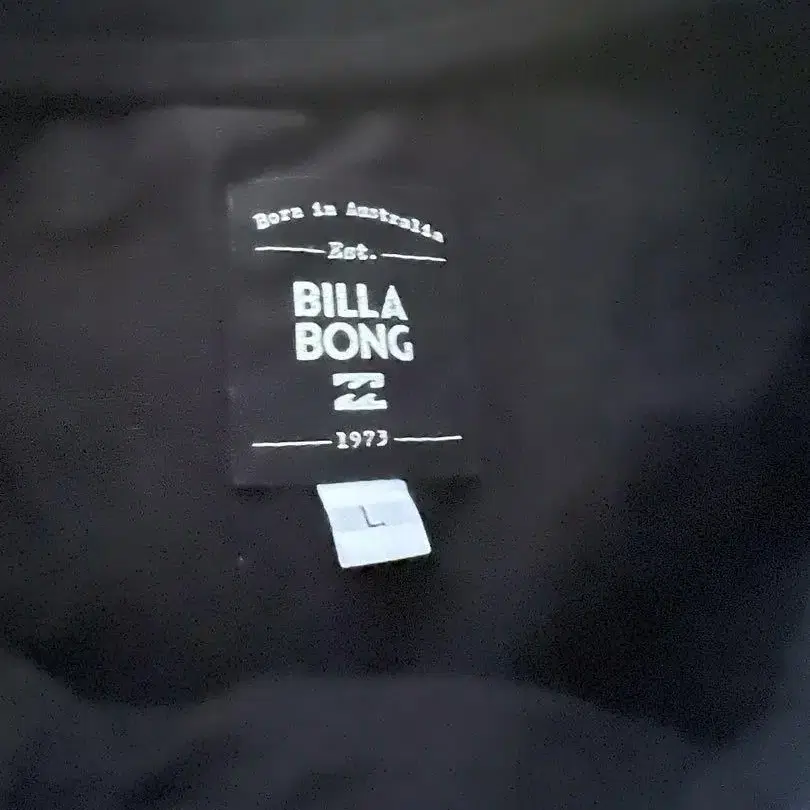 Born in Australia
Est.
BILLA
BONG
1973
L